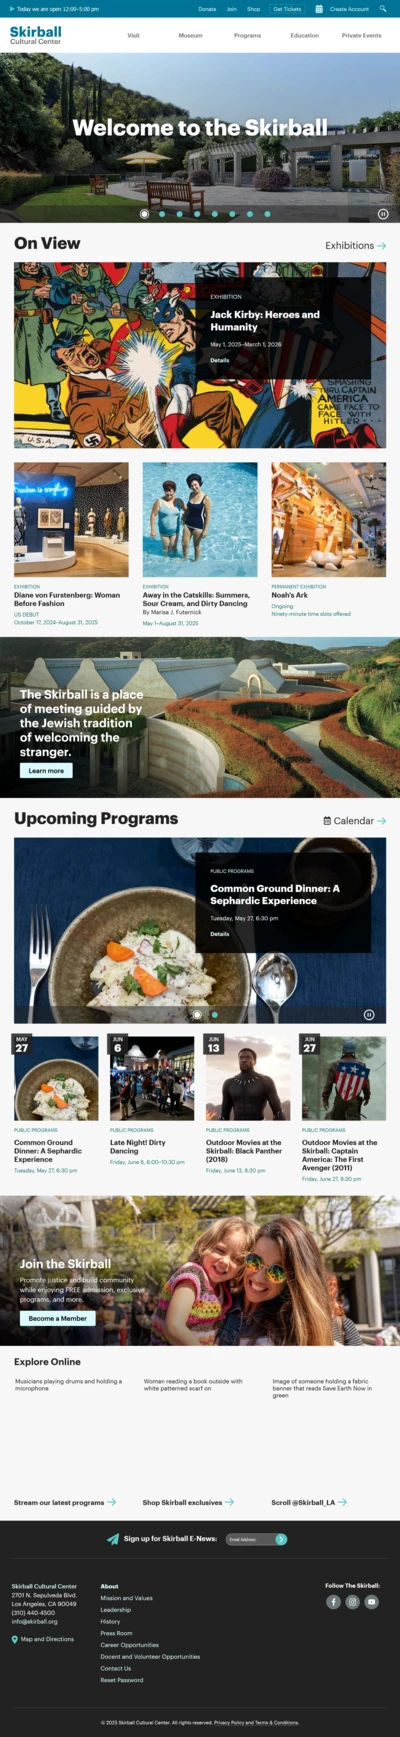 Today we are open 12:00–5:00 pm
Donate
Join
Shop
Get Tickets
Create Account
Skirball
Cultural Center
Visit
Museum
Programs
Education
Private Events
Welcome to the Skirball
On View
Exhibitions
EXHIBITION
Jack Kirby: Heroes and
Humanity
May 1, 2025–March 1, 2026
Details
U.S.A.
SMASHING
THRU, CAPTAIN
AMERICA
CAME FACE TO
FACE WITH
HITLER
EXHIBITION
Diane von Furstenberg: Woman
Before Fashion
US DEBUT
October 17, 2024–August 31, 2025
EXHIBITION
Away in the Catskills: Summers,
Sour Cream, and Dirty Dancing
By Marisa J. Futernick
May 1–August 31, 2025
PERMANENT EXHIBITION
Noah's Ark
Ongoing
Ninety-minute time slots offered
The Skirball is a place
of meeting guided by
the Jewish tradition
of welcoming the
stranger.
Learn more
Upcoming Programs
Calendar
PUBLIC PROGRAMS
Common Ground Dinner: A
Sephardic Experience
Tuesday, May 27, 6:30 pm
Details
MAY
27
PUBLIC PROGRAMS
Common Ground
Dinner: A Sephardic
Experience
Tuesday, May 27, 6:30 pm
JUN
6
PUBLIC PROGRAMS
Late Night! Dirty
Dancing
Friday, June 6, 6:00–10:30 pm
JUN
13
PUBLIC PROGRAMS
Outdoor Movies at the
Skirball: Black Panther
(2018)
Friday, June 13, 8:30 pm
JUN
27
PUBLIC PROGRAMS
Outdoor Movies at the
Skirball: Captain
America: The First
Avenger (2011)
Friday, June 27, 8:30 pm
Join the Skirball
Promote justice and build community
while enjoying FREE admission, exclusive
programs, and more.
Become a Member
Explore Online
Musicians playing drums and holding a
microphone
Woman reading a book outside with
white patterned scarf on
Image of someone holding a fabric
banner that reads Save Earth Now in
green
Stream our latest programs
Shop Skirball exclusives
Scroll @Skirball_LA
Sign up for Skirball E-News:
Email Address
Skirball Cultural Center
2701 N. Sepulveda Blvd.
Los Angeles, CA 90049
(310) 440-4500
info@skirball.org
Map and Directions
About
Mission and Values
Leadership
History
Press Room
Career Opportunities
Docent and Volunteer Opportunities
Contact Us
Reset Password
Follow The Skirball:
© 2025 Skirball Cultural Center. All rights reserved. Privacy Policy and Terms & Conditions.